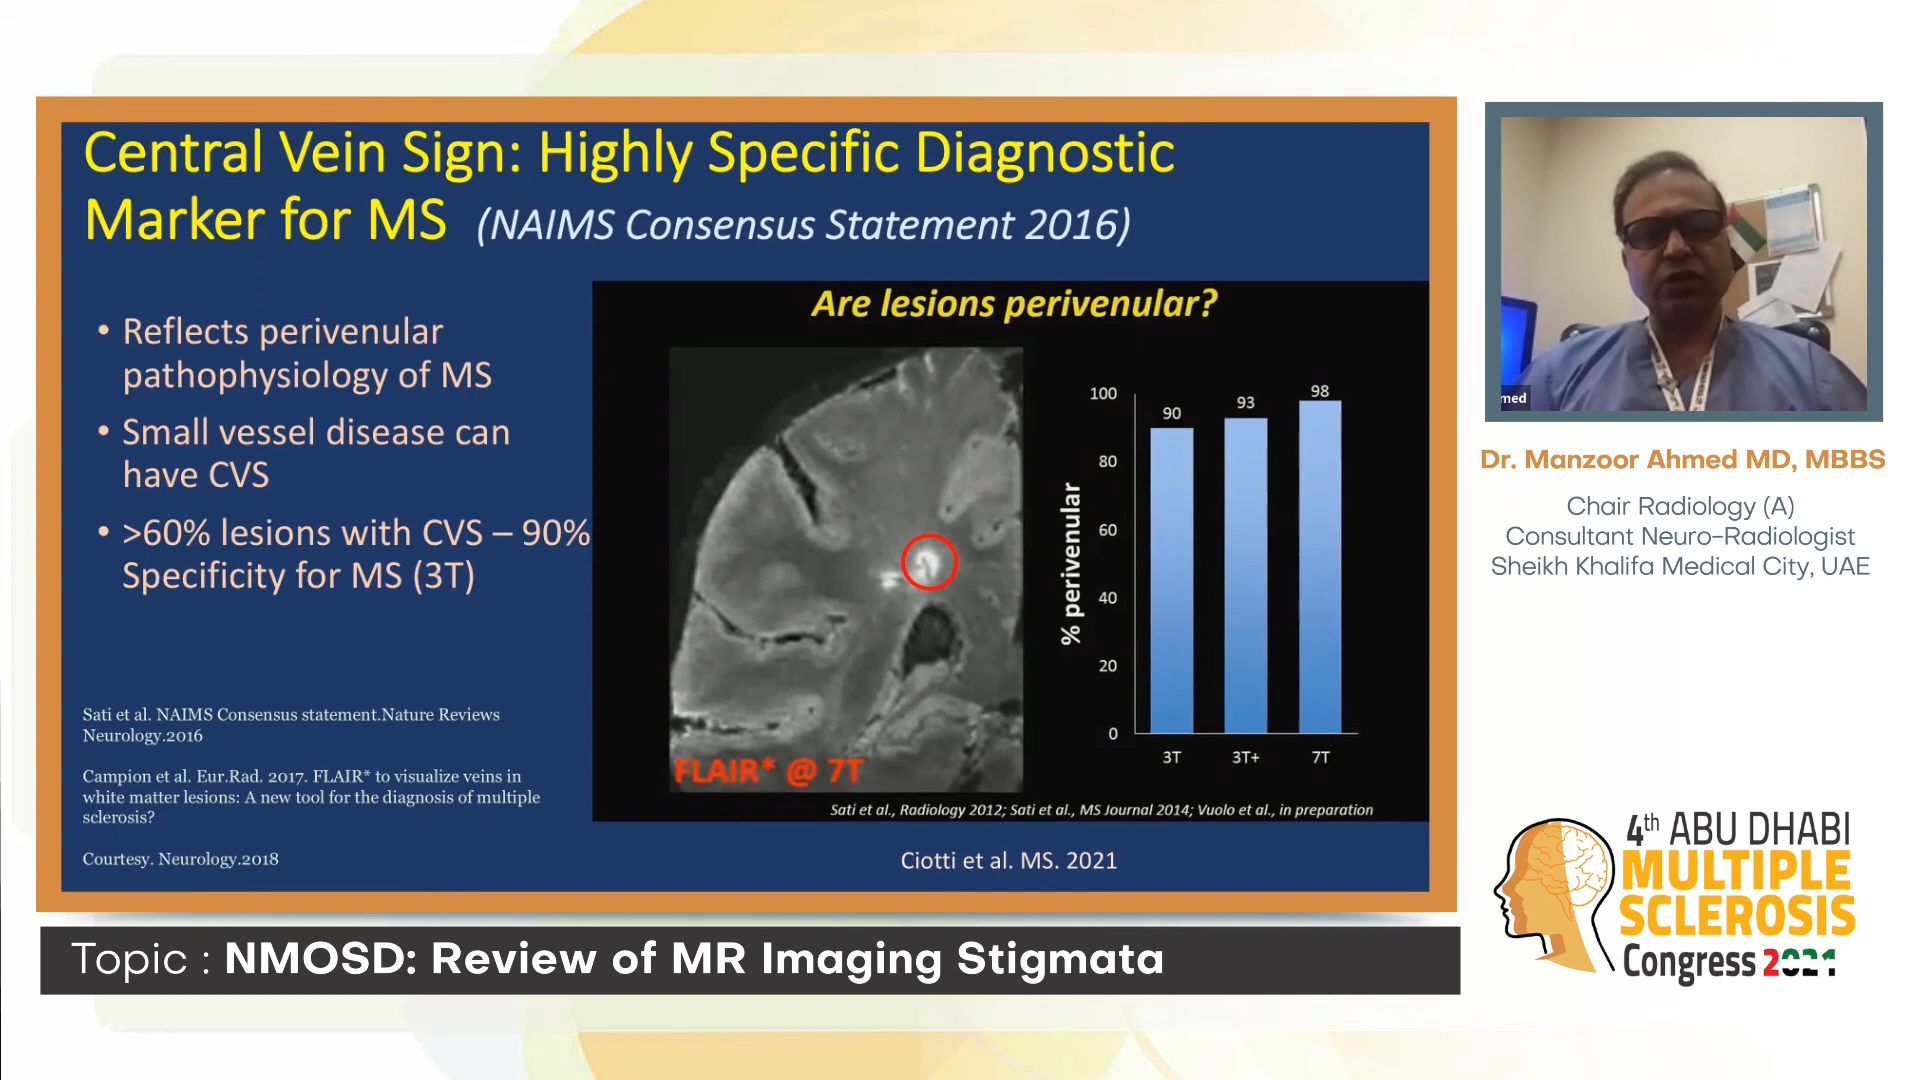 Central Vein Sign: Highly Specific Diagnostic
Marker for MS (NAIMS Consensus Statement 2016)
• Reflects perivenular
pathophysiology of MS
• Small vessel disease can
have CVS
• >60% lesions with CVS – 90%
Specificity for MS (3T)
Sati et al. NAIMS Consensus statement.Nature Reviews
Neurology.2016
Campion et al. Eur.Rad. 2017. FLAIR* to visualize veins in
white matter lesions: A new tool for the diagnosis of multiple
sclerosis?
Courtesy. Neurology.2018
Are lesions perivenular?
FLAIR* @ 7T
% perivenular
100
80
60
40
20
0
90
93
98
3T
3T+
7T
Sati et al., Radiology 2012; Sati et al., MS Journal 2014; Vuolo et al., in preparation
Ciotti et al. MS. 2021
med
Dr. Manzoor Ahmed MD, MBBS
Chair Radiology (A)
Consultant Neuro-Radiologist
Sheikh Khalifa Medical City, UAE
4th ABU DHABI
MULTIPLE
SCLEROSIS
Congress 2021
Topic : NMOSD: Review of MR Imaging Stigmata